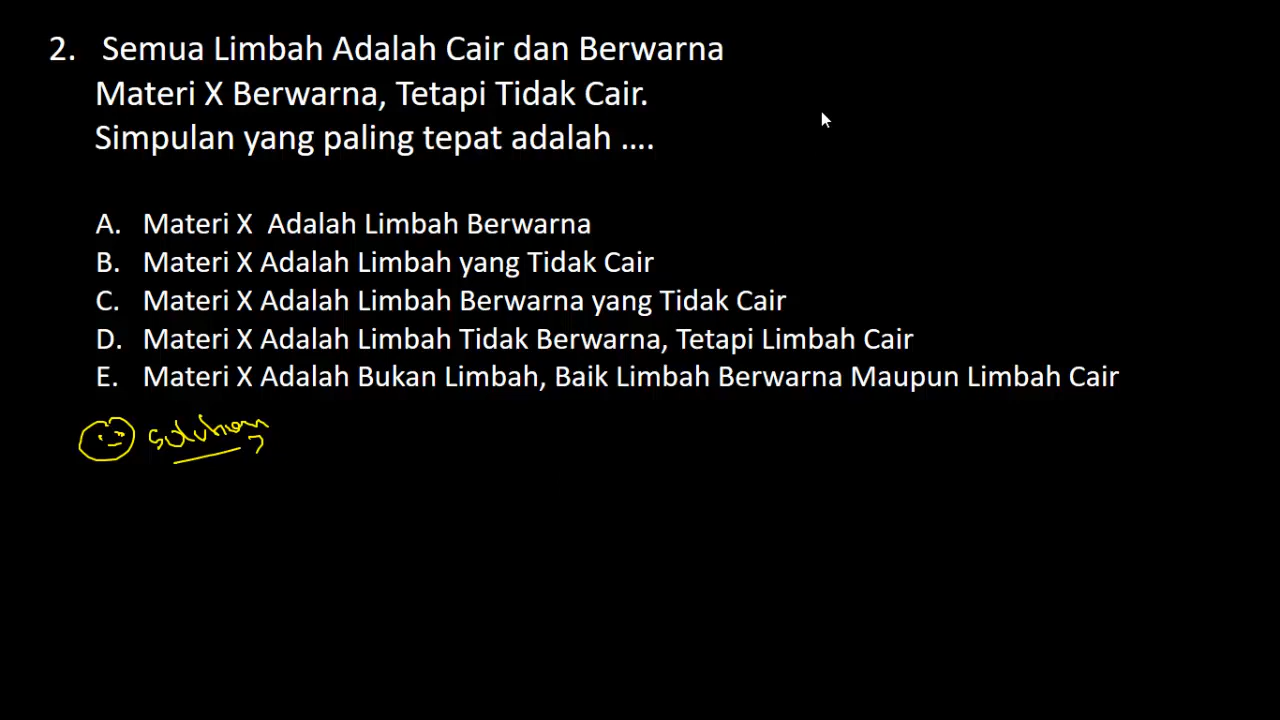 2. Semua Limbah Adalah Cair dan Berwarna
Materi X Berwarna, Tetapi Tidak Cair.
Simpulan yang paling tepat adalah ....
A. Materi X Adalah Limbah Berwarna
B. Materi X Adalah Limbah yang Tidak Cair
C. Materi X Adalah Limbah Berwarna yang Tidak Cair
D. Materi X Adalah Limbah Tidak Berwarna, Tetapi Limbah Cair
E. Materi X Adalah Bukan Limbah, Baik Limbah Berwarna Maupun Limbah Cair